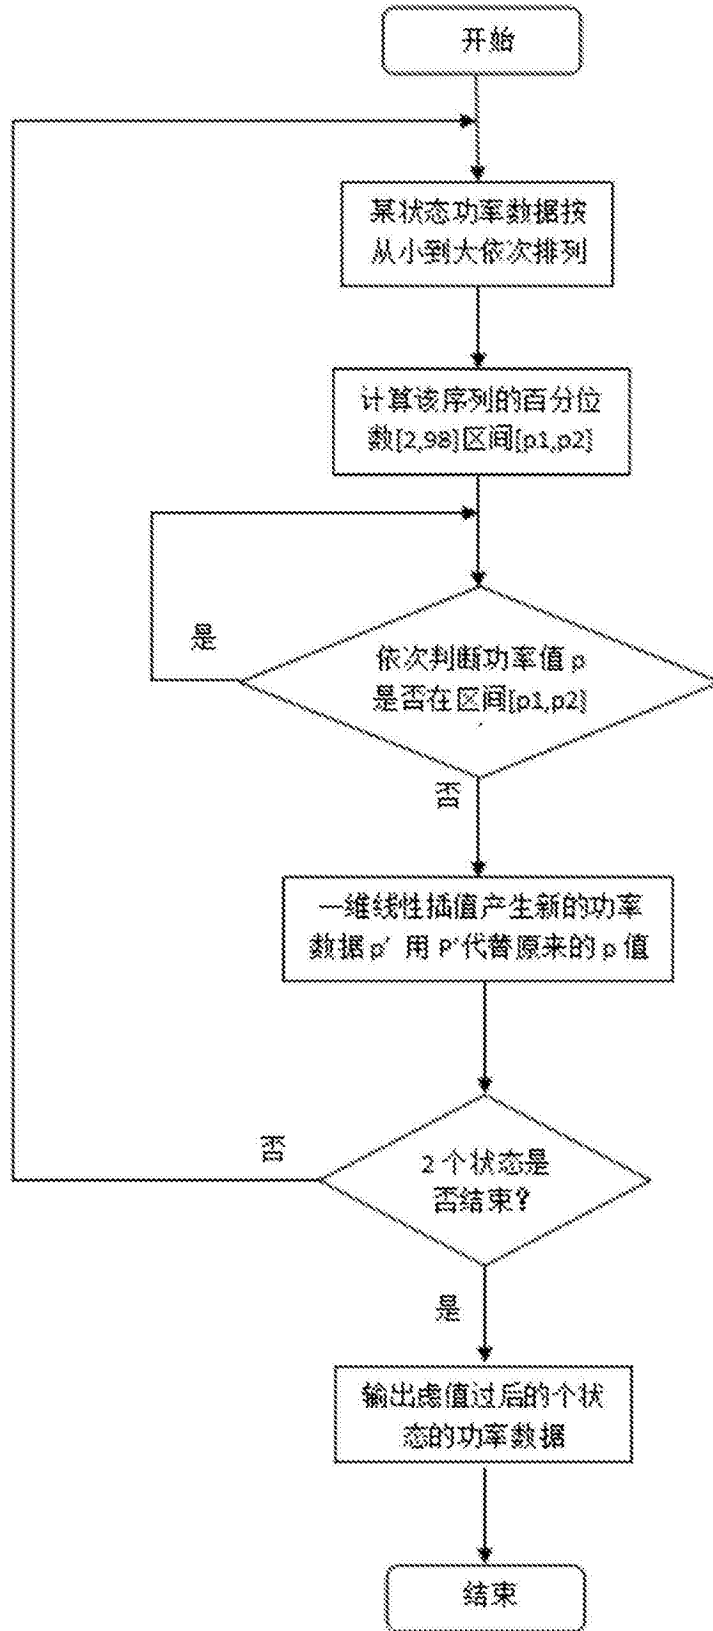 开始
某状态功率数据按
从小到大依次排列
计算该序列的百分位
数[2,98]区间[p1,p2]
是
依次判断功率值 p
是否在区间[p1,p2]
否
一维线性插值产生新的功率
数据 p' 用 P'代替原来的 p 值
否
2 个状态是
否结束?
是
输出虑值过后的个状
态的功率数据
结束